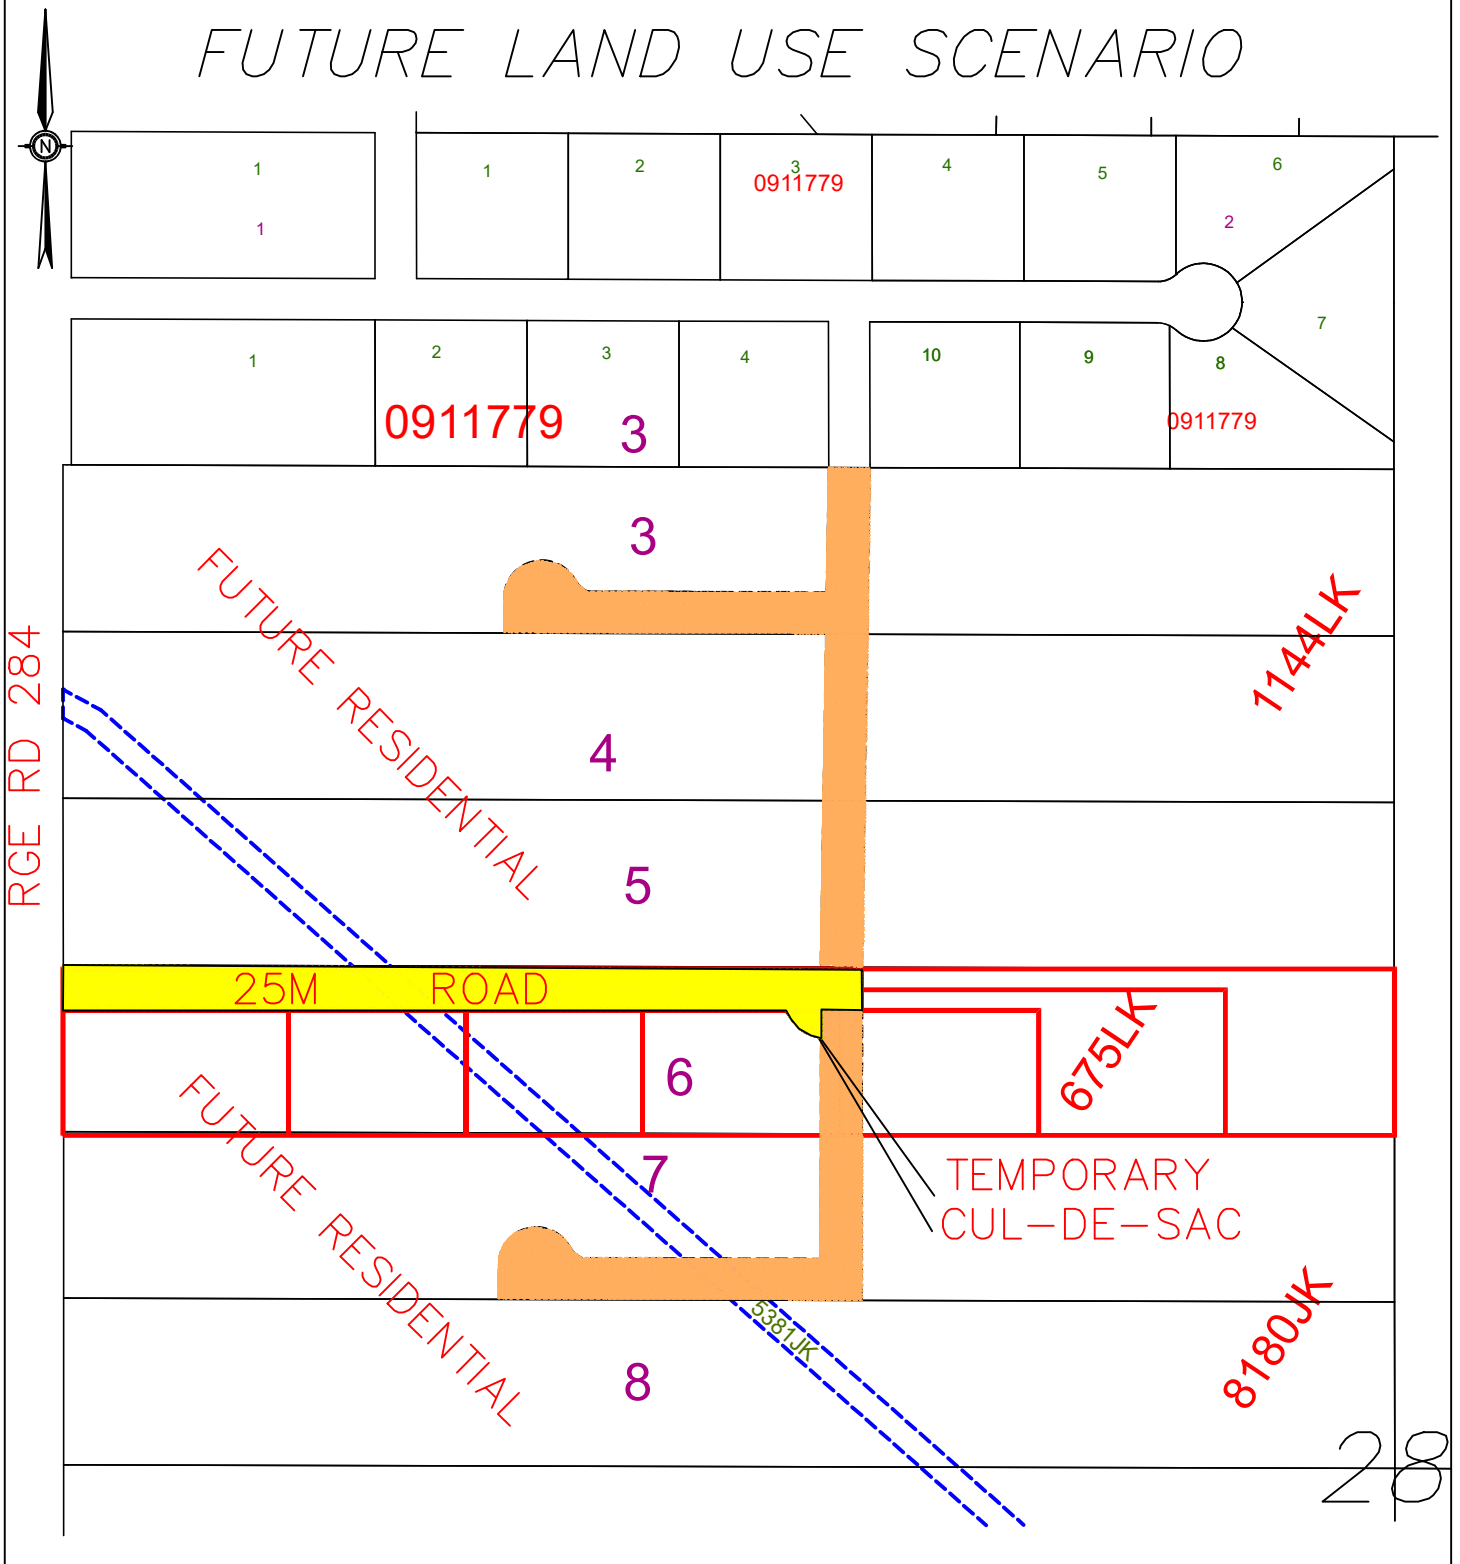 FUTURE LAND USE SCENARIO
N
1
1
1
2
3
0911779
4
5
6
2
7
1
2
3
4
10
9
8
0911779
3
0911779
3
FUTURE RESIDENTIAL
1144LK
RGE RD 284
4
5
25M ROAD
675LK
6
FUTURE RESIDENTIAL
7
TEMPORARY
CUL-DE-SAC
5381JK
8180JK
8
28